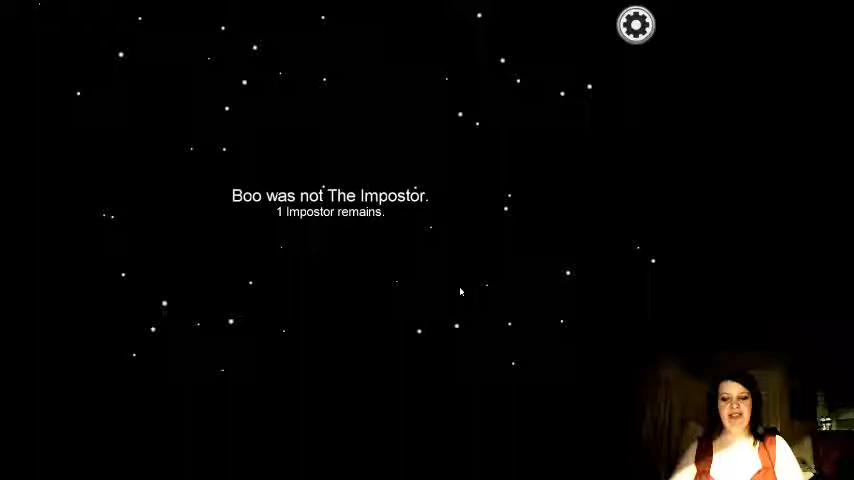 Boo was not The Impostor.
1 Impostor remains.